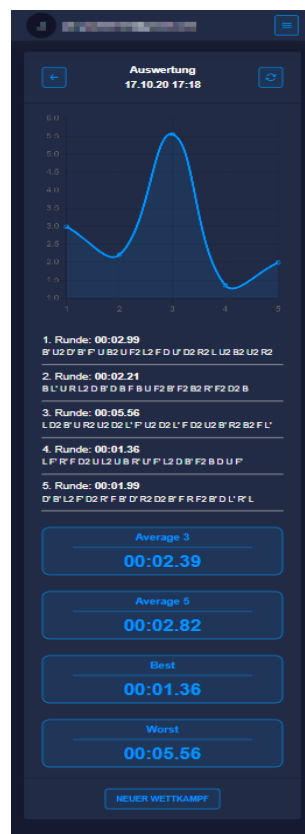 Auswertung
17.10.20 17:18
6.0
5.5
5.0
4.5
4.0
3.5
3.0
2.5
2.0
1.5
1.0
1 2 3 4 5
1. Runde: 00:02.99
B' U2 D' B' F' U B2 U F2 L2 F D U' D2 R2 L U2 B2 U2 R2
2. Runde: 00:02.21
B L' U R L2 D B' D B F B U F2 B' F2 B2 R' F2 D2 B
3. Runde: 00:05.56
L D2 B' U R2 U2 D2 L' F' U2 D2 L' F D2 U2 B' R2 B2 F L'
4. Runde: 00:01.36
L F' R' F D2 U L2 U B R' U' F' L2 D B' F2 B D U F'
5. Runde: 00:01.99
D' B' L2 F' D2 R' F B' D' R2 D2 B' F R F2 B' D L' R' L
Average 3
00:02.39
Average 5
00:02.82
Best
00:01.36
Worst
00:05.56
NEUER WETTKAMPF